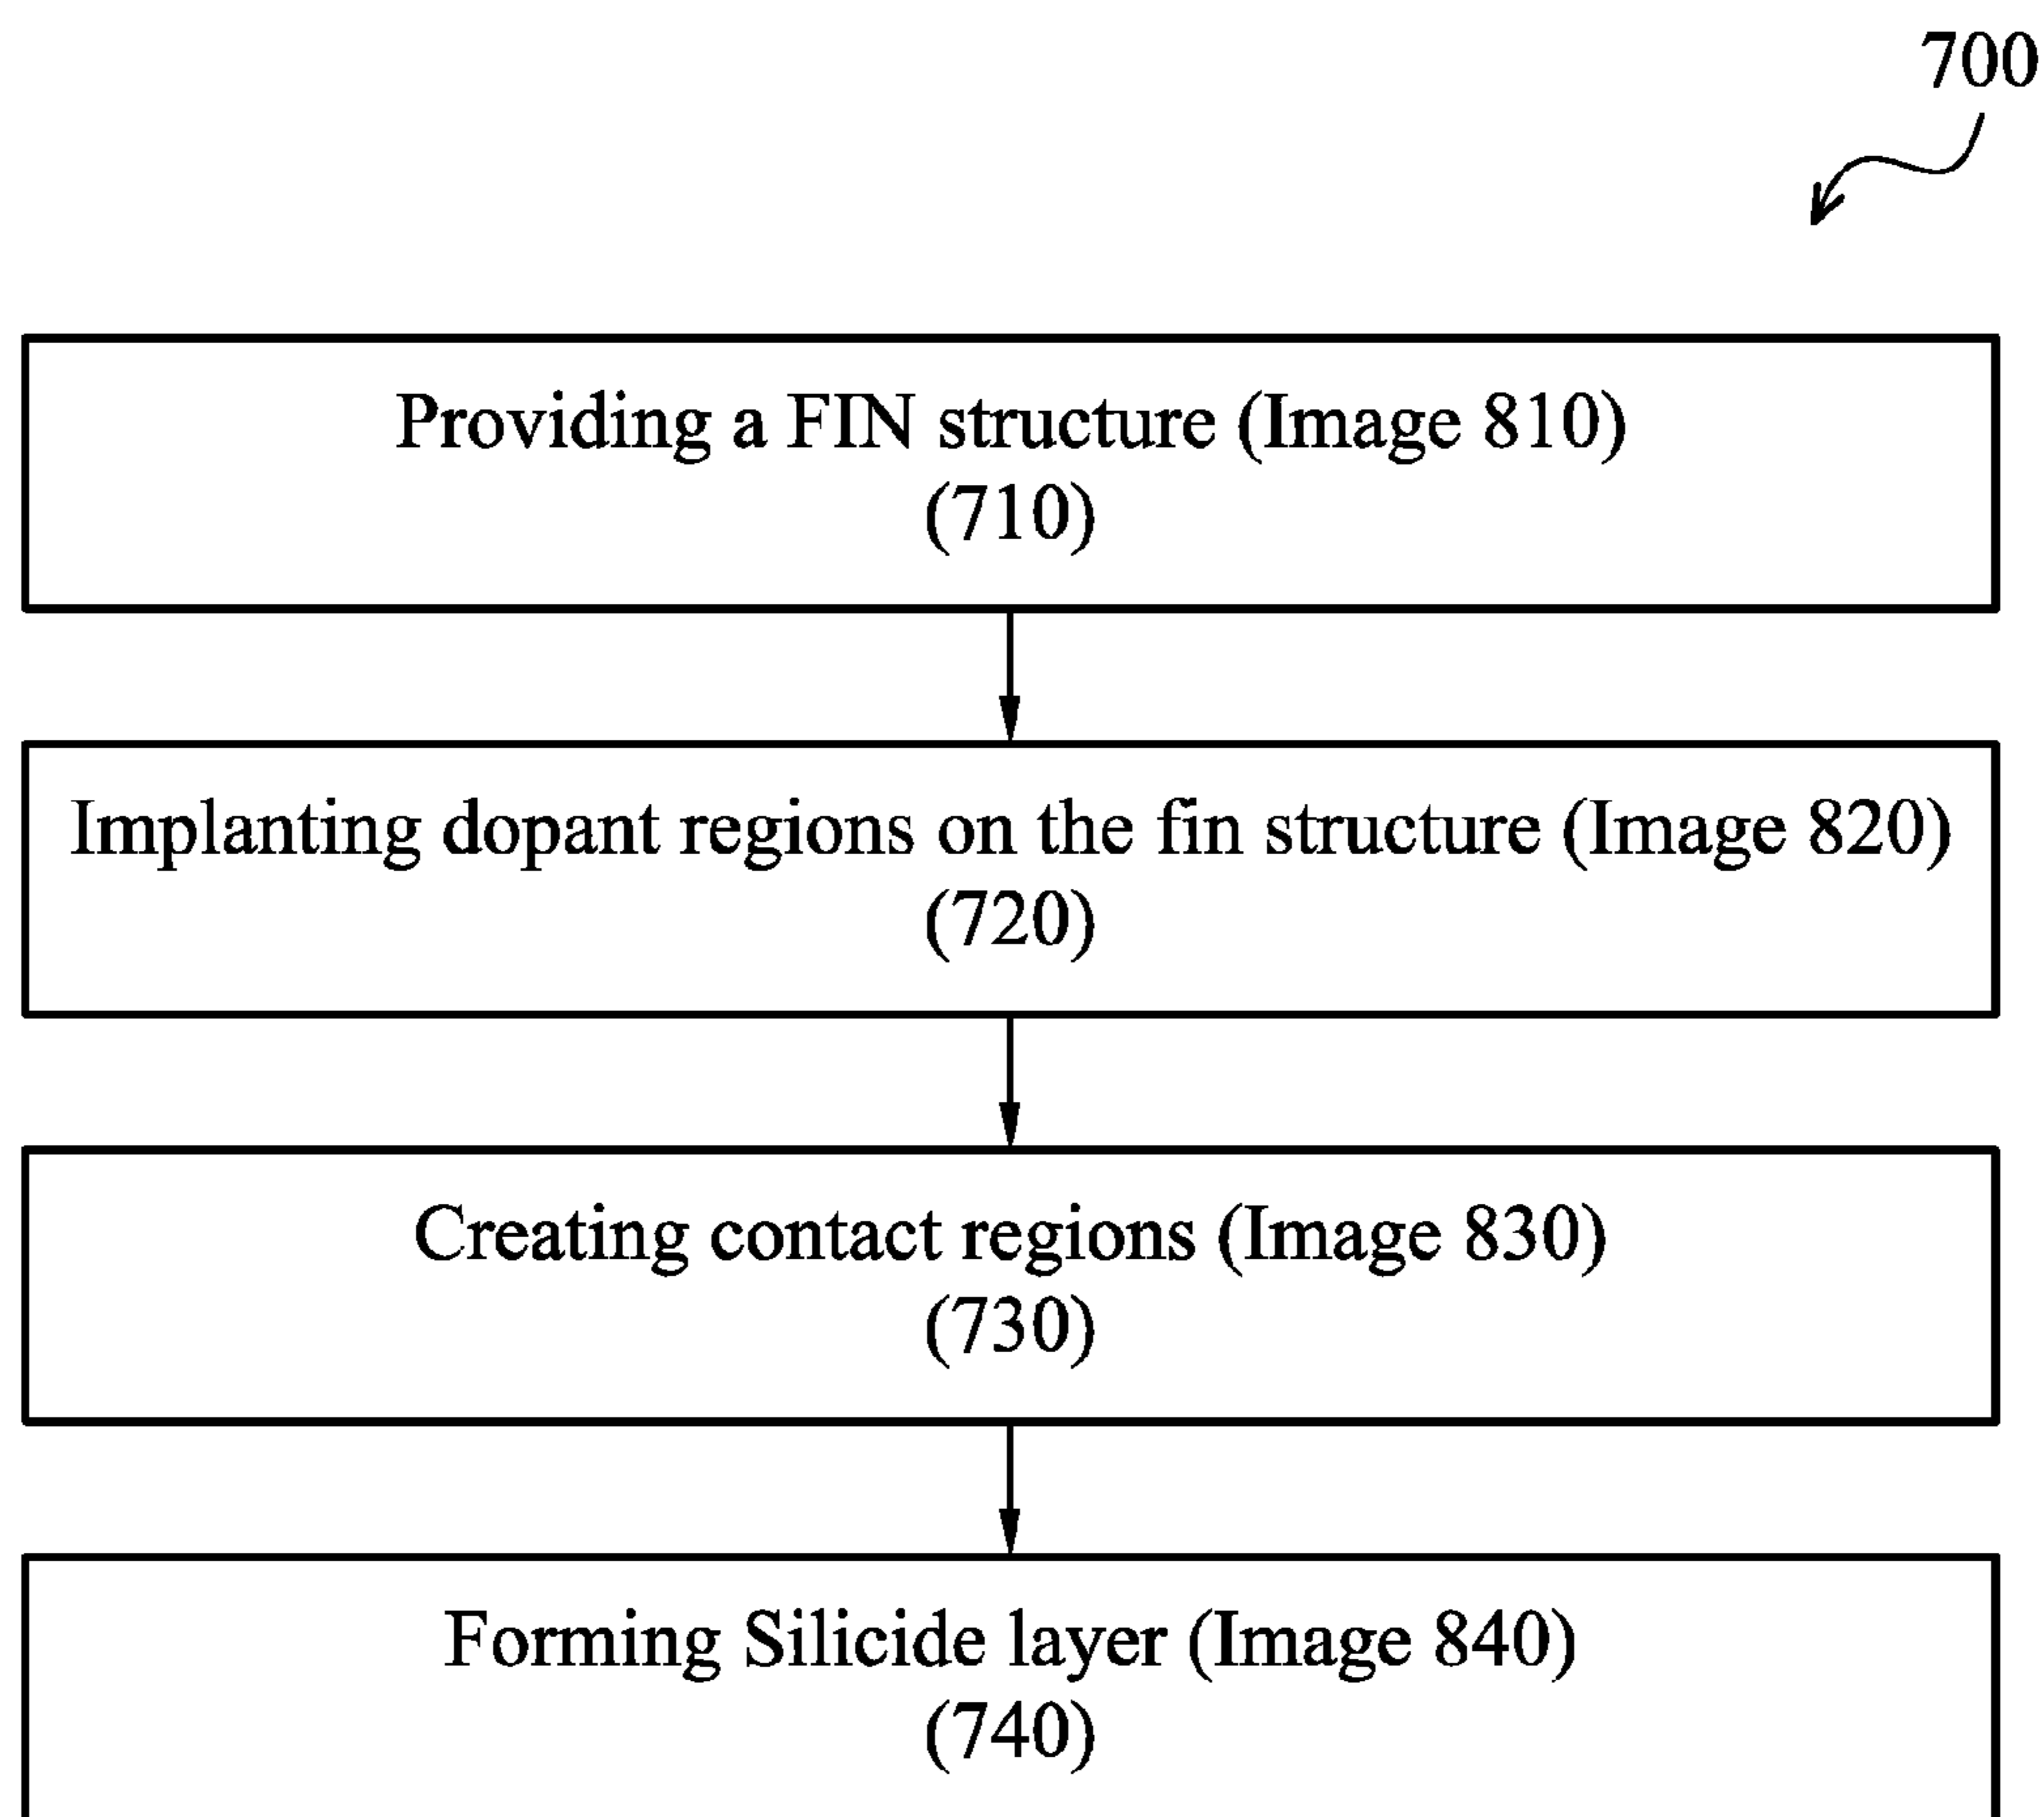 700
Providing a FIN structure (Image 810)
(710)
Implanting dopant regions on the fin structure (Image 820)
(720)
Creating contact regions (Image 830)
(730)
Forming Silicide layer (Image 840)
(740)